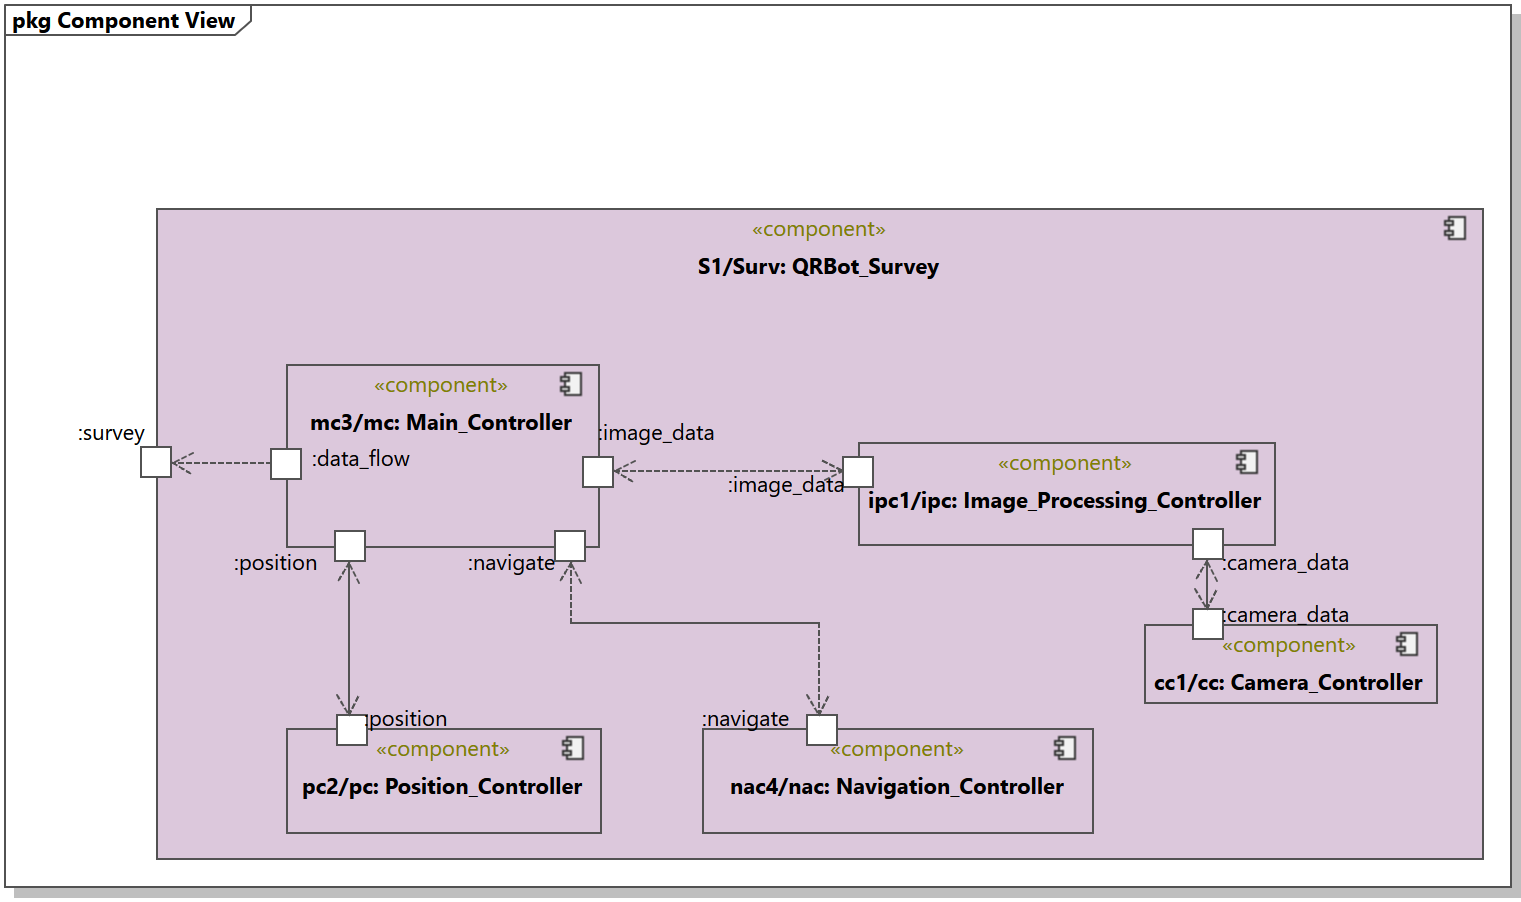 pkg Component View
«component»
S1/Surv: QRBot_Survey
«component»
mc3/mc: Main_Controller
:survey
:data_flow
:image_data
:image_data
«component»
ipc1/ipc: Image_Processing_Controller
:position
:navigate
:camera_data
:camera_data
«component»
cc1/cc: Camera_Controller
:position
«component»
pc2/pc: Position_Controller
:navigate
«component»
nac4/nac: Navigation_Controller